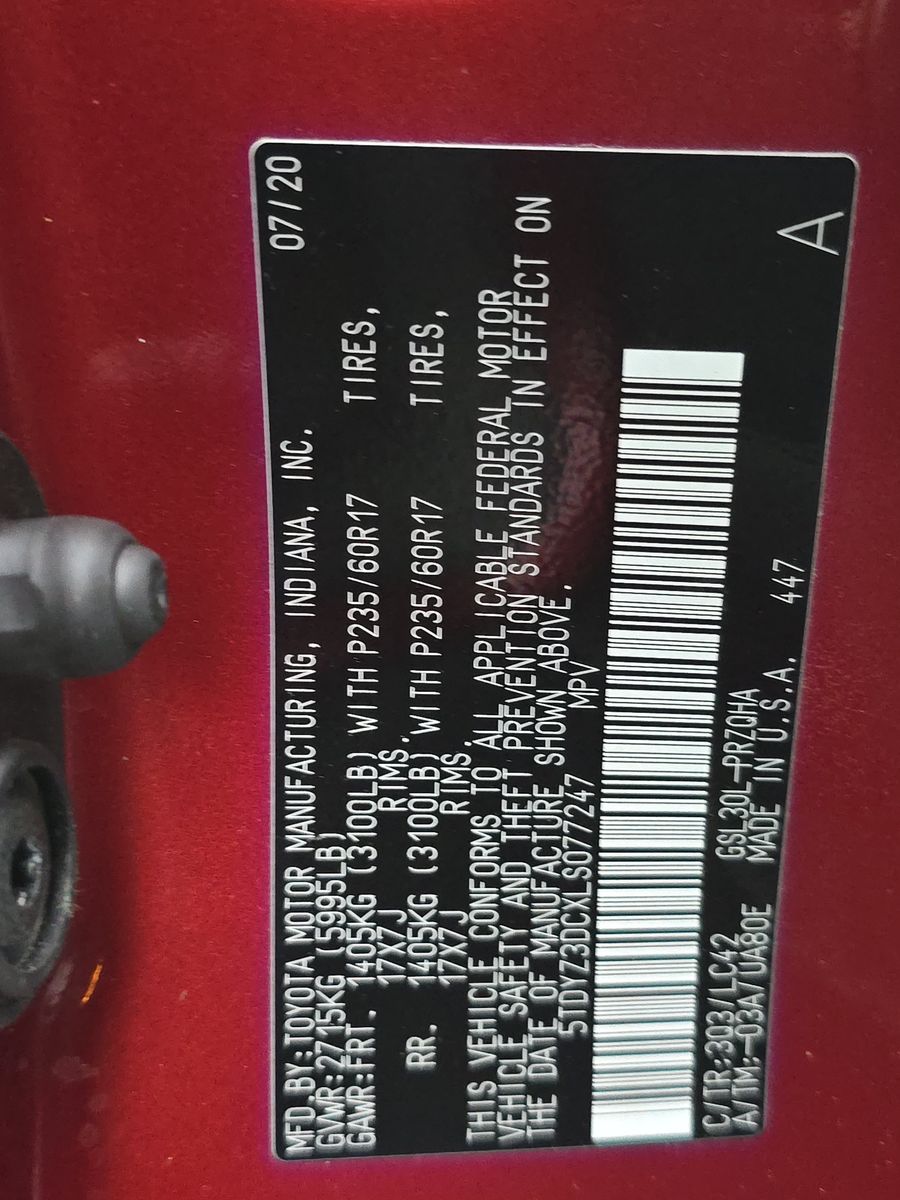 MFD.BY:TOYOTA MOTOR MANUFACTURING, INDIANA, INC. 07/20
GVWR:2715KG (5995LB)
GAWR:FRT. 1405KG (3100LB) WITH P235/60R17 TIRES,
17X7J RIMS.
RR. 1405KG (3100LB) WITH P235/60R17 TIRES,
17X7J RIMS.
THIS VEHICLE CONFORMS TO ALL APPLICABLE FEDERAL MOTOR
VEHICLE SAFETY AND THEFT PREVENTION STANDARDS IN EFFECT ON
THE DATE OF MANUFACTURE SHOWN ABOVE.
5TDYZ3DCXLS077247 MPV
C/TR:3Q3/LC42 GSL30L-PRZQHA
A/TM:-03A/UA80E MADE IN U.S.A. 447
A